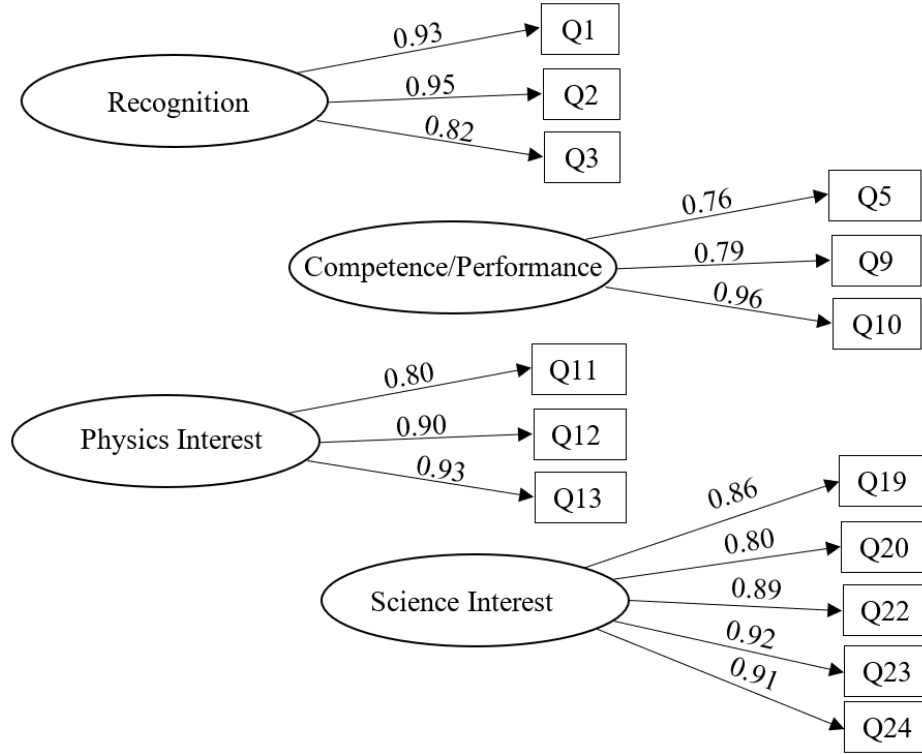 Recognition
0.93
Q1
0.95
Q2
0.82
Q3
Competence/Performance
0.76
Q5
0.79
Q9
0.96
Q10
Physics Interest
0.80
Q11
0.90
Q12
0.93
Q13
Science Interest
0.86
Q19
0.80
Q20
0.89
Q22
0.92
Q23
0.91
Q24